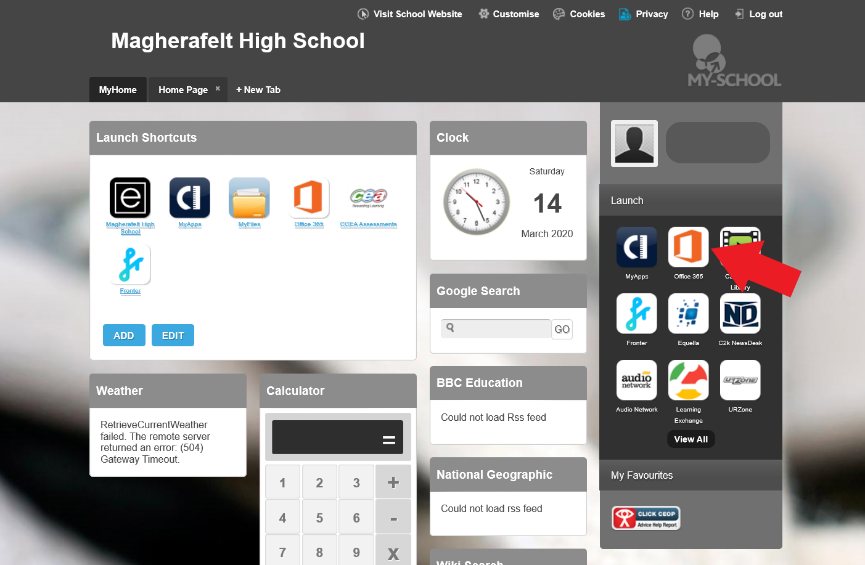 Visit School Website
Customise
Cookies
Privacy
Help
Log out
Magherafelt High School
MY-SCHOOL
MyHome
Home Page ×
+ New Tab
Launch Shortcuts
Magherafelt High
School
MyApps
MyFiles
Office 365
CCEA Assessments
Fronter
ADD
EDIT
Weather
RetrieveCurrentWeather
failed. The remote server
returned an error: (504)
Gateway Timeout.
Calculator
=
1 2 3 +
4 5 6 -
7 8 9 X
Clock
Saturday
14
March 2020
Google Search
GO
BBC Education
Could not load Rss feed
National Geographic
Could not load rss feed
Wiki Search
Launch
MyApps
Office 365
Library
Fronter
Equella
ND
C2k NewsDesk
audio
network
Audio Network
Learning
Exchange
URZONE
URZone
View All
My Favourites
CLICK CEOP
Advice Help Report